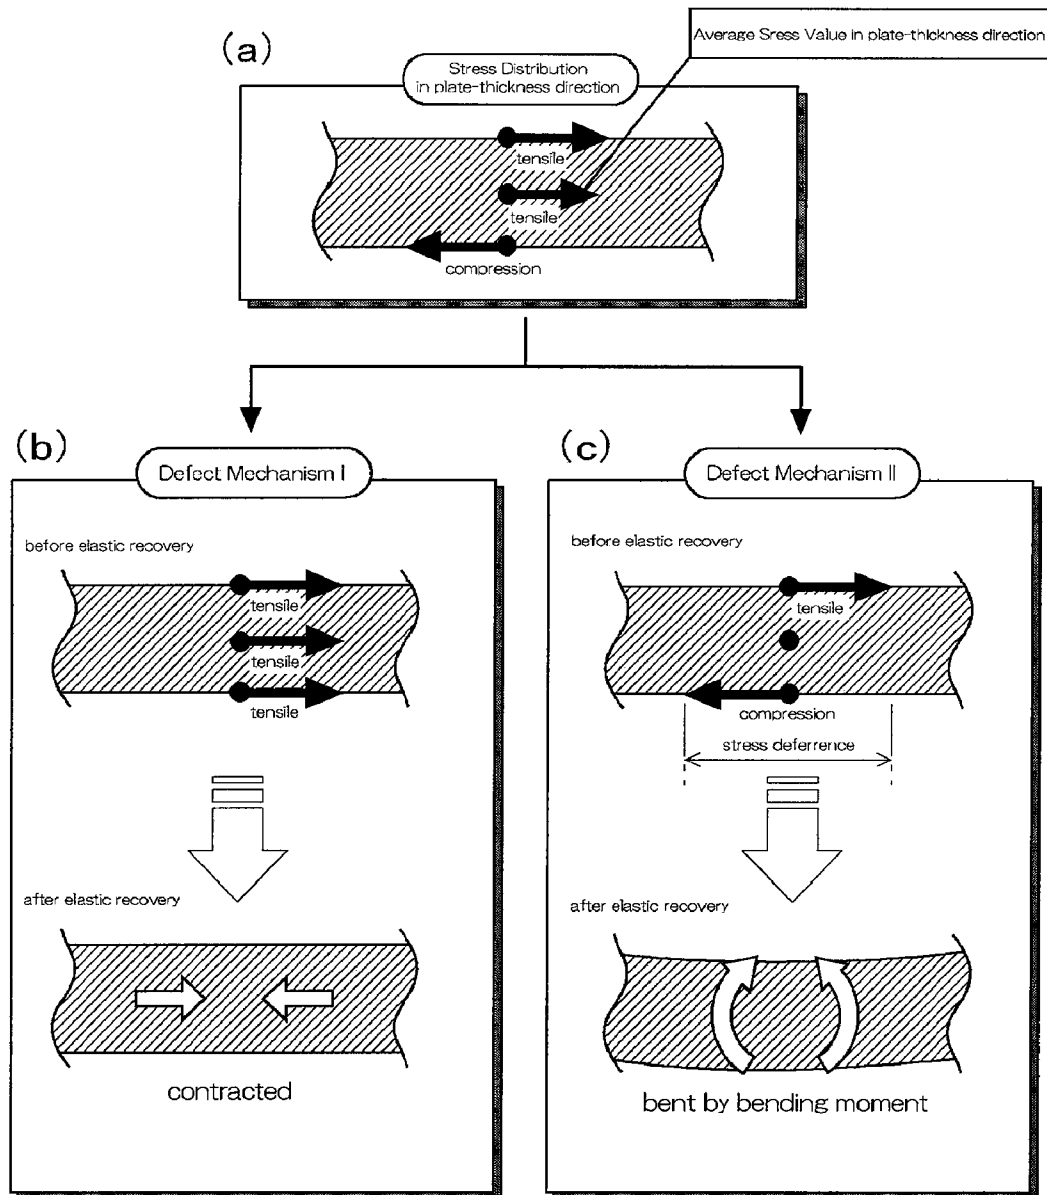 (a)
Average Sress Value in plate-thickness direction
Stress Distribution
in plate-thickness direction
tensile
tensile
compression
(b)
Defect Mechanism I
before elastic recovery
tensile
tensile
tensile
after elastic recovery
contracted
(c)
Defect Mechanism II
before elastic recovery
tensile
compression
stress deferrence
after elastic recovery
bent by bending moment